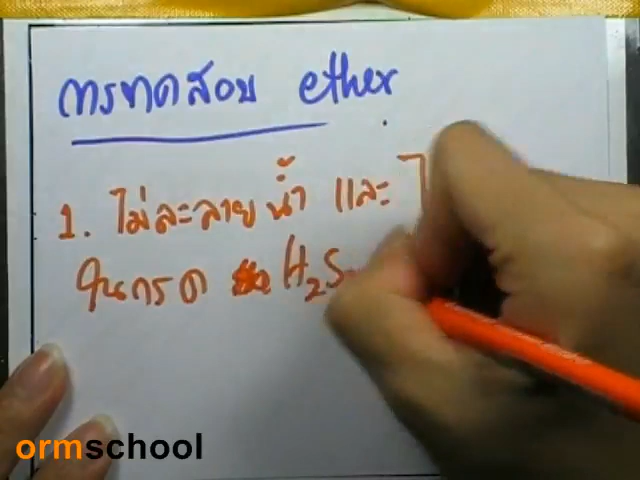 การทดสอบ ether
1. ไม่ละลายน้ำ และ
ในกรด H₂S
ormschool